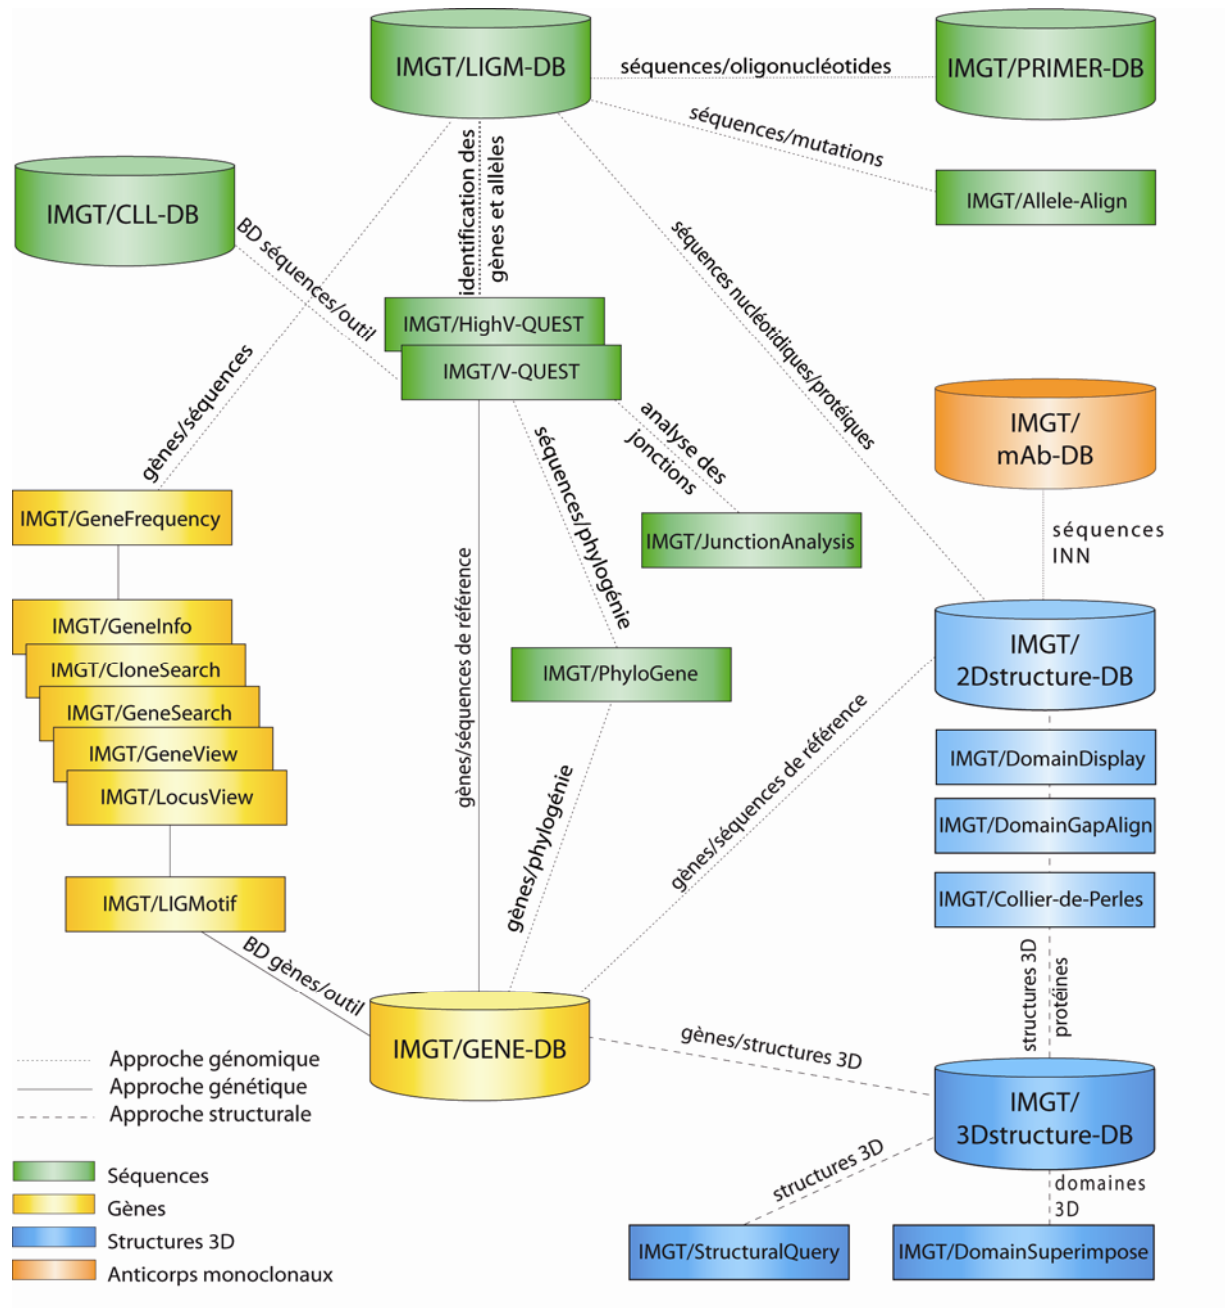 IMGT/LIGM-DB
séquences/oligonucléotides
IMGT/PRIMER-DB
séquences/mutations
IMGT/Allele-Align
identification des
gènes et allèles
IMGT/CLL-DB
BD séquences/outil
séquences nucléotidiques/protéiques
gènes/séquences
IMGT/HighV-QUEST
IMGT/V-QUEST
analyse des
jonctions
séquences/phylogénie
IMGT/
mAb-DB
séquences
INN
IMGT/GeneFrequency
IMGT/JunctionAnalysis
gènes/séquences de référence
IMGT/GeneInfo
IMGT/CloneSearch
IMGT/GeneSearch
IMGT/GeneView
IMGT/LocusView
IMGT/PhyloGene
IMGT/
2Dstructure-DB
gènes/séquences de référence
gènes/phylogénie
IMGT/DomainDisplay
IMGT/DomainGapAlign
IMGT/Collier-de-Perles
IMGT/LIGMotif
BD gènes/outil
structures 3D
protéines
IMGT/GENE-DB
gènes/structures 3D
IMGT/
3Dstructure-DB
Approche génomique
Approche génétique
Approche structurale
structures 3D
domaines
3D
IMGT/StructuralQuery
IMGT/DomainSuperimpose
Séquences
Gènes
Structures 3D
Anticorps monoclonaux